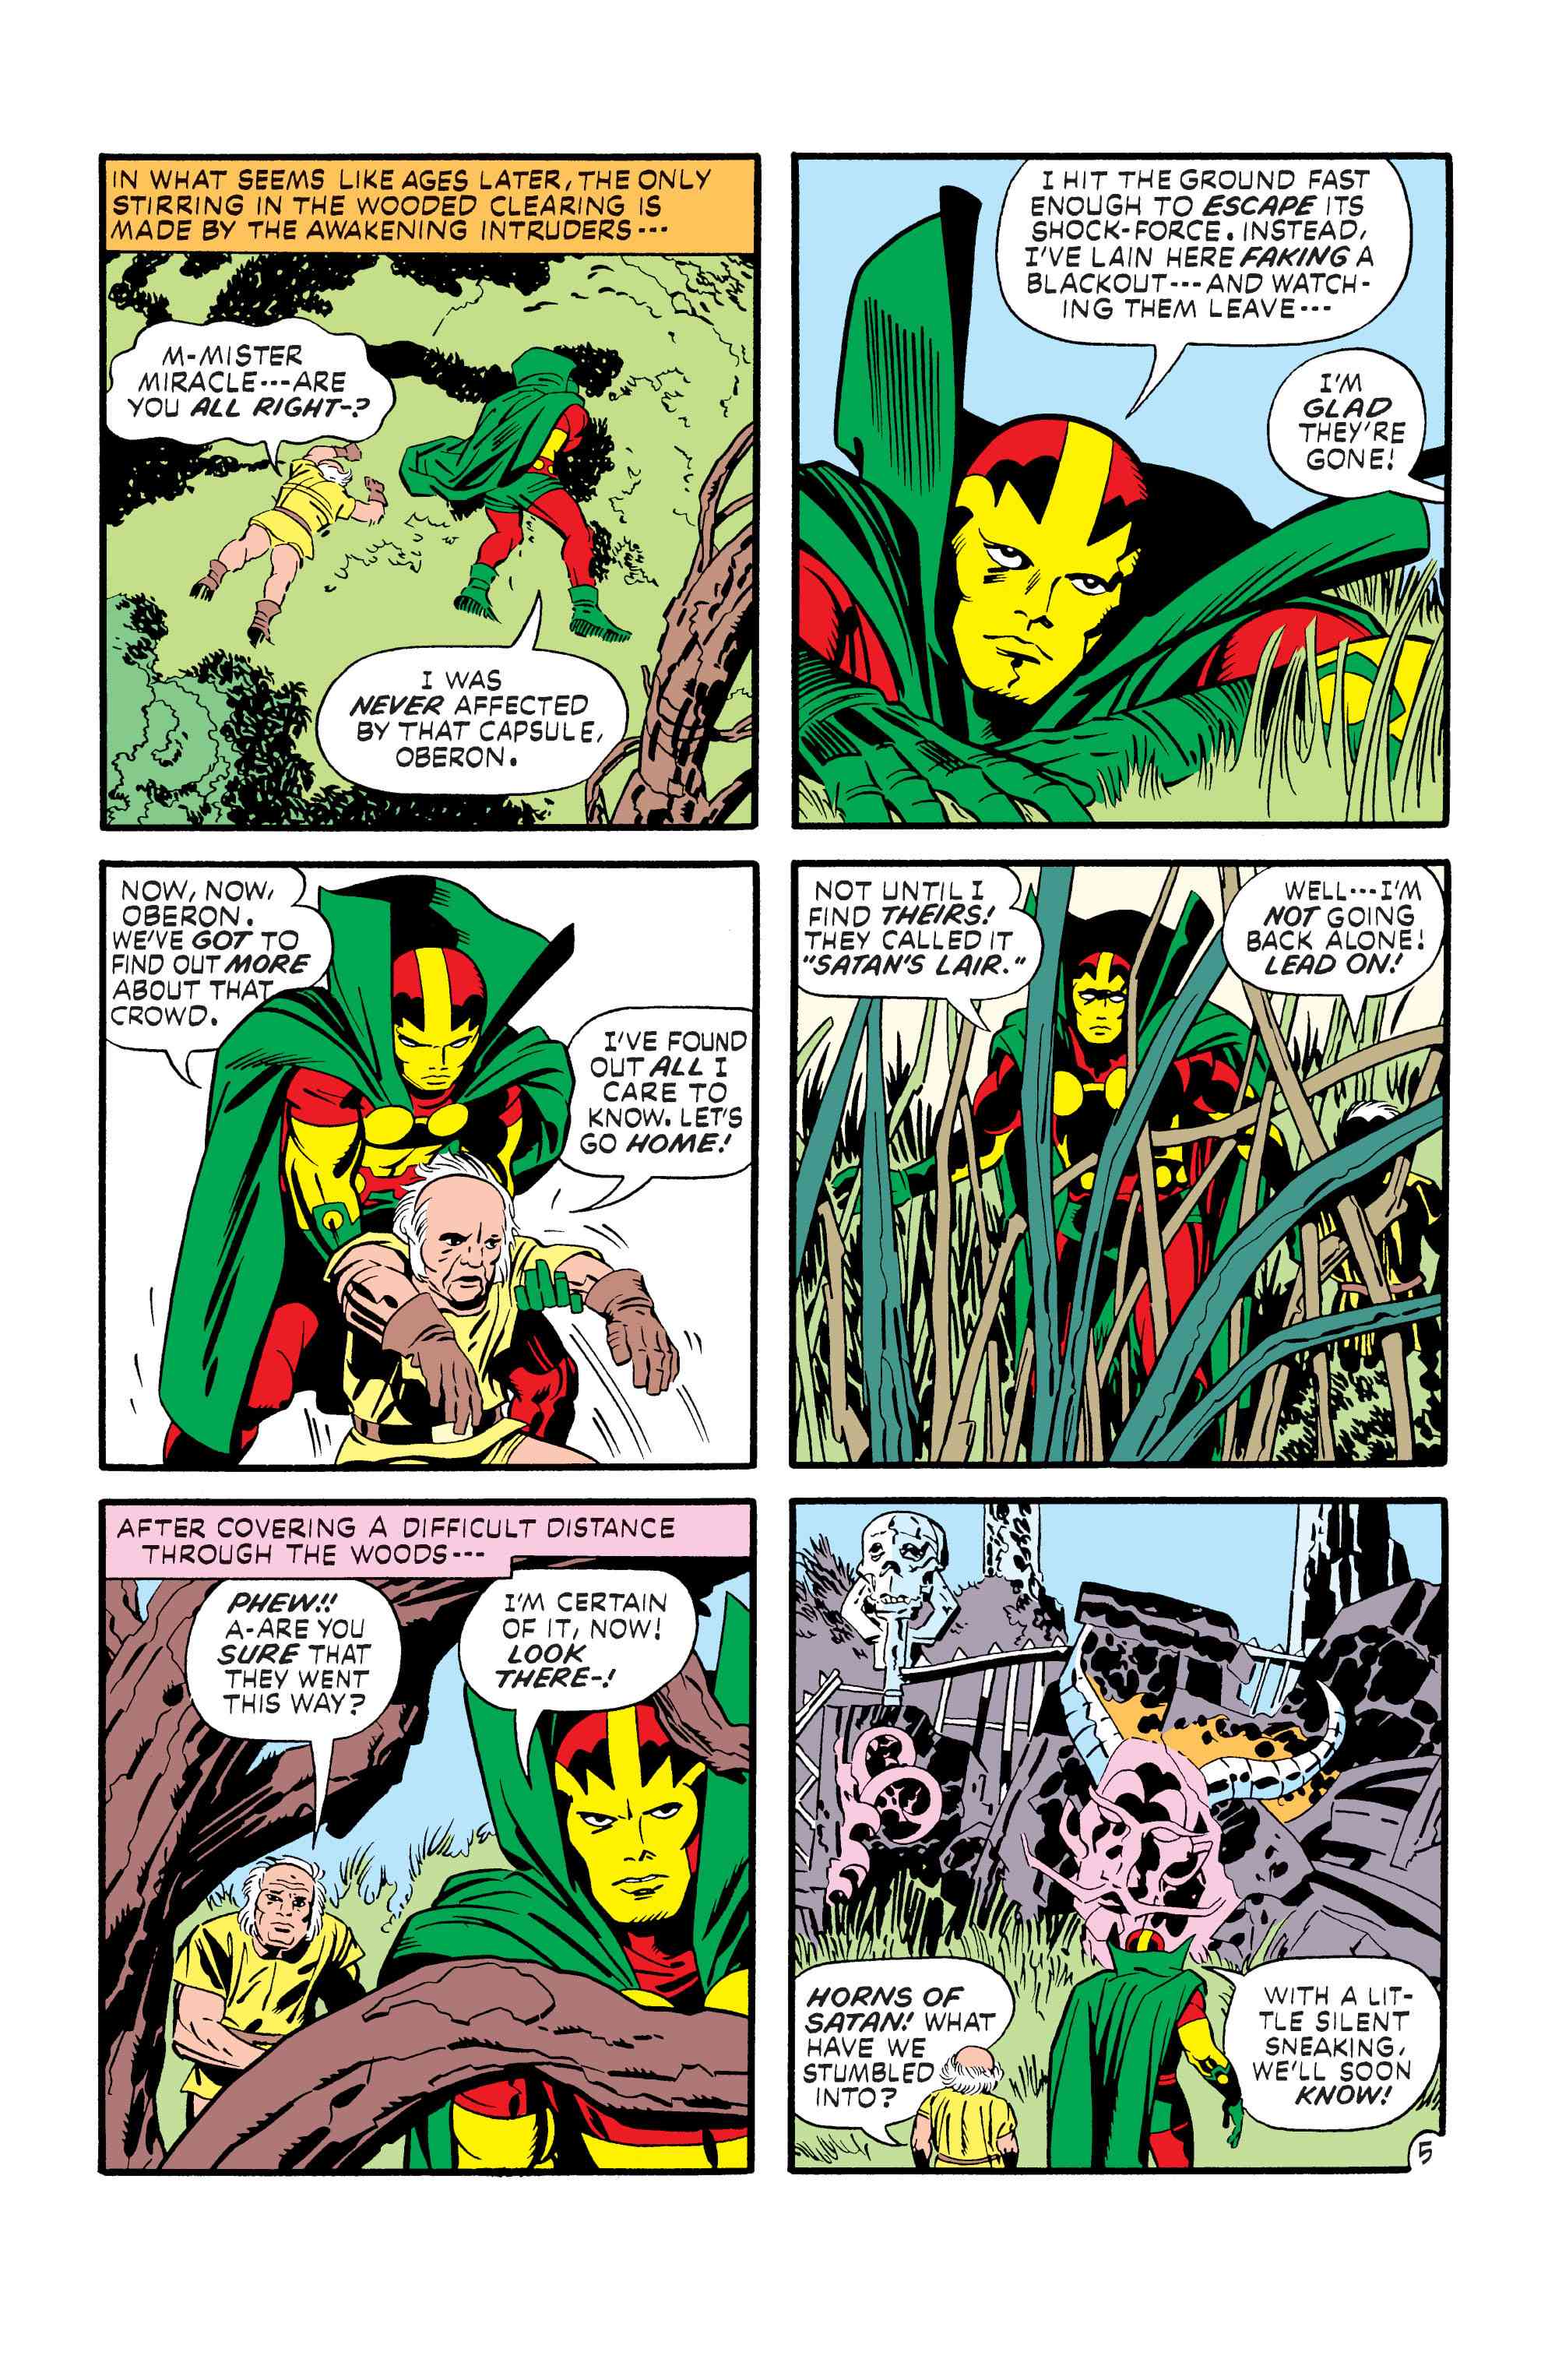 IN WHAT SEEMS LIKE AGES LATER, THE ONLY
STIRRING IN THE WOODED CLEARING IS
MADE BY THE AWAKENING INTRUDERS---
M-MISTER
MIRACLE---ARE
YOU ALL RIGHT-?
I WAS
NEVER AFFECTED
BY THAT CAPSULE,
OBERON.
I HIT THE GROUND FAST
ENOUGH TO ESCAPE ITS
SHOCK-FORCE. INSTEAD,
I'VE LAIN HERE FAKING A
BLACKOUT---AND WATCH-
ING THEM LEAVE---
I'M
GLAD
THEY'RE
GONE!
NOW, NOW,
OBERON.
WE'VE GOT TO
FIND OUT MORE
ABOUT THAT
CROWD.
I'VE FOUND
OUT ALL I
CARE TO
KNOW. LET'S
GO HOME!
NOT UNTIL I
FIND THEIRS!
THEY CALLED IT
"SATAN'S LAIR."
WELL---I'M
NOT GOING
BACK ALONE!
LEAD ON!
AFTER COVERING A DIFFICULT DISTANCE
THROUGH THE WOODS---
PHEW!!
A-ARE YOU
SURE THAT
THEY WENT
THIS WAY?
I'M CERTAIN
OF IT, NOW!
LOOK
THERE-!
HORNS OF
SATAN! WHAT
HAVE WE
STUMBLED
INTO?
WITH A LIT-
TLE SILENT
SNEAKING,
WE'LL SOON
KNOW!
5